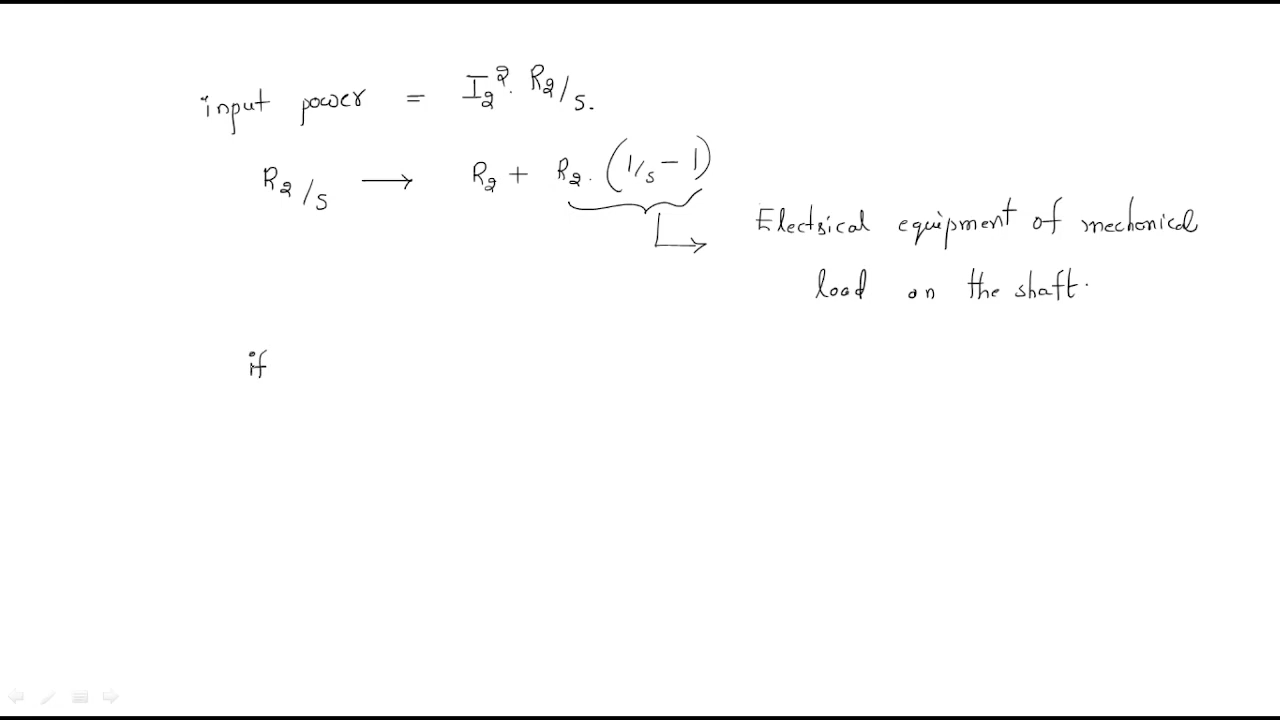 input power = I₂². R₂/s.
R₂/s → R₂ + R₂. (1/s - 1)
Electrical equipment of mechanical
load on the shaft.
if